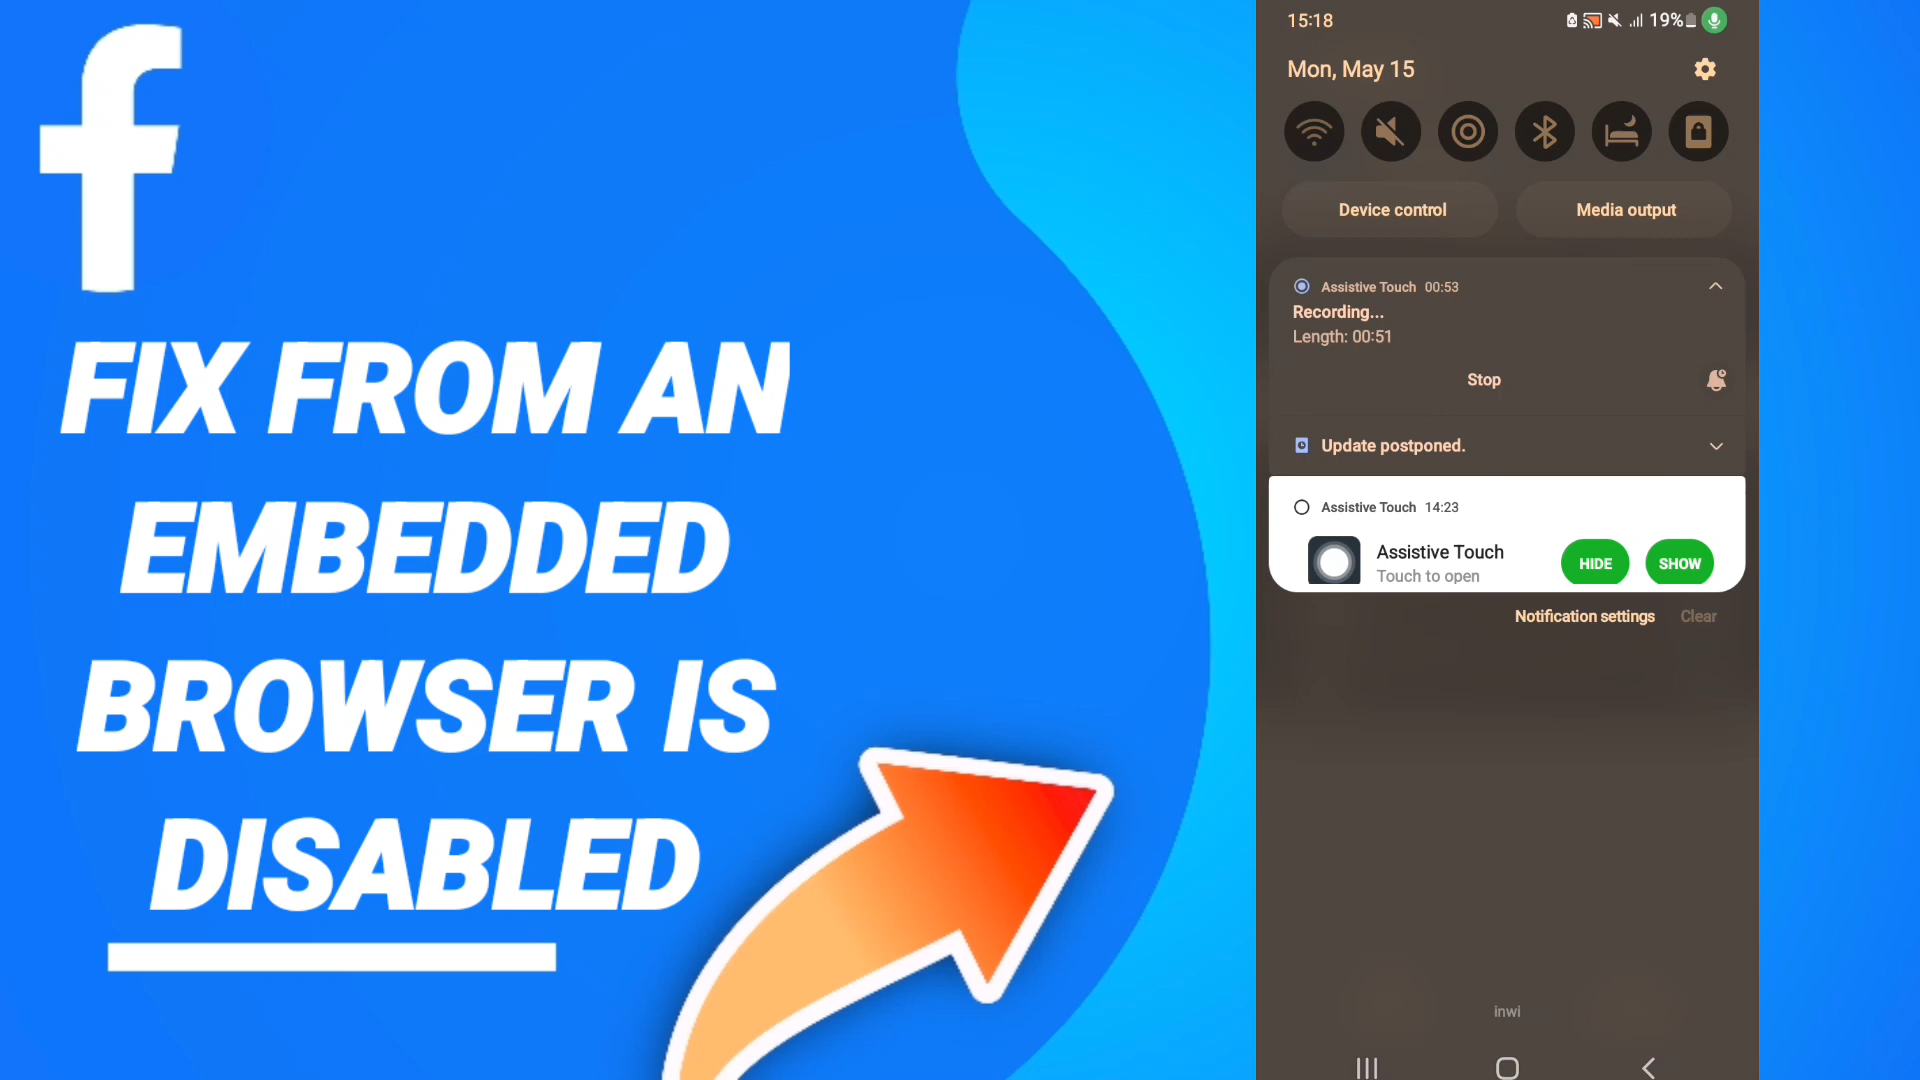 FIX FROM AN
EMBEDDED
BROWSER IS
DISABLED
15:18
19%
Mon, May 15
Device control
Media output
Assistive Touch 00:53
Recording...
Length: 00:51
Stop
Update postponed.
Assistive Touch 14:23
Assistive Touch
Touch to open
HIDE
SHOW
Notification settings
Clear
inwi